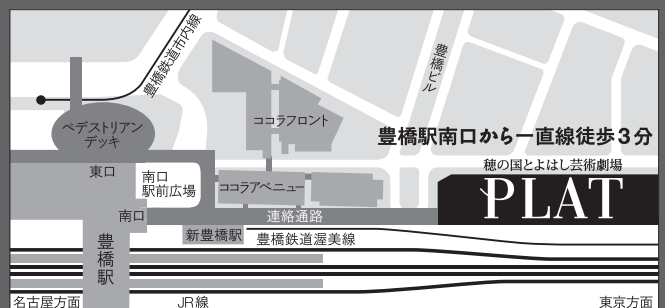 豊橋鉄道市内線
豊橋ビル
ココラフロント
ペデストリアン
デッキ
豊橋駅南口から一直線徒歩3分
穂の国とよはし芸術劇場
PLAT
東口
南口
駅前広場
ココラアベニュー
南口
連絡通路
新豊橋駅
豊橋鉄道渥美線
豊橋駅
名古屋方面
JR線
東京方面